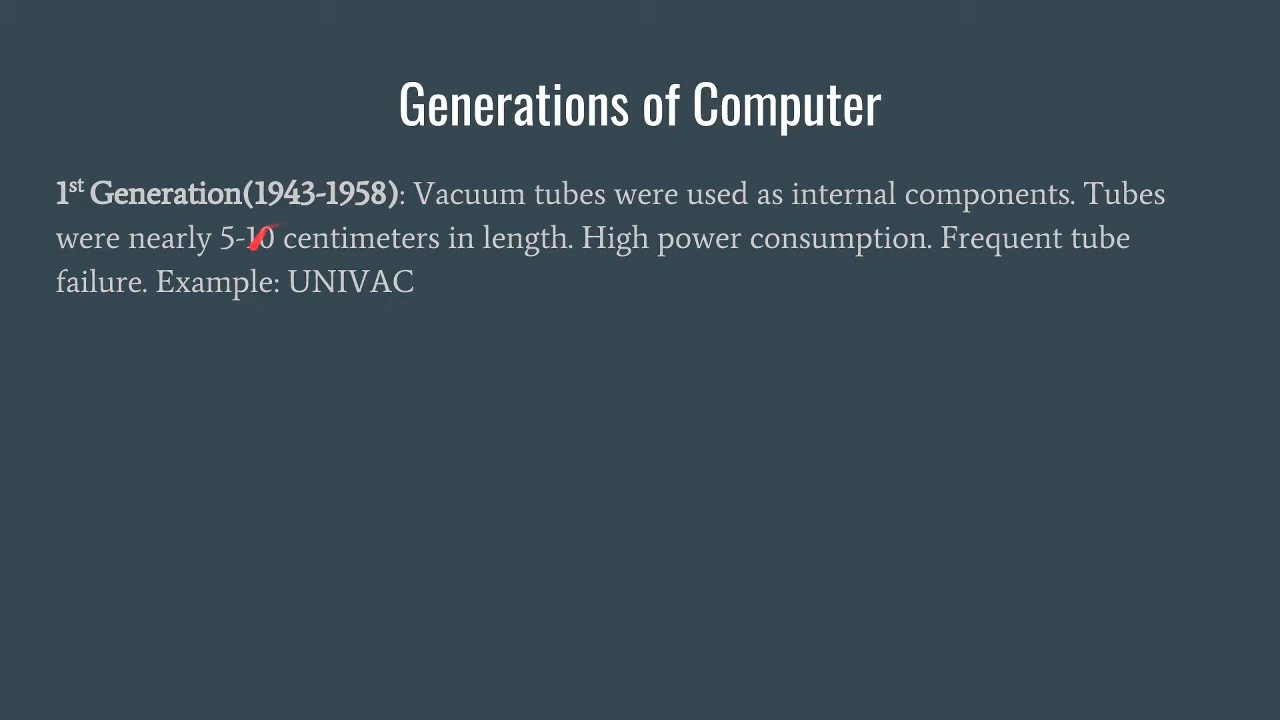 Generations of Computer
1st Generation(1943-1958): Vacuum tubes were used as internal components. Tubes
were nearly 5-10 centimeters in length. High power consumption. Frequent tube
failure. Example: UNIVAC